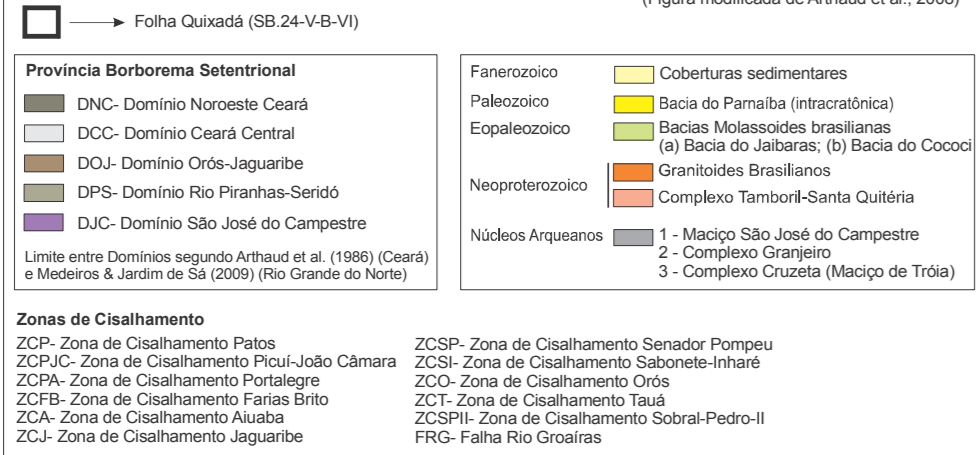 (Figura modificada de Arthaud et al., 2008)
Folha Quixadá (SB.24-V-B-VI)
Província Borborema Setentrional
DNC- Domínio Noroeste Ceará
DCC- Domínio Ceará Central
DOJ- Domínio Orós-Jaguaribe
DPS- Domínio Rio Piranhas-Seridó
DJC- Domínio São José do Campestre
Limite entre Domínios segundo Arthaud et al. (1986) (Ceará)
e Medeiros & Jardim de Sá (2009) (Rio Grande do Norte)
Fanerozoico Coberturas sedimentares
Paleozoico Bacia do Parnaíba (intracratônica)
Eopaleozoico Bacias Molassoides brasilianas
(a) Bacia do Jaibaras; (b) Bacia do Cococi
Neoproterozoico
Granitoides Brasilianos
Complexo Tamboril-Santa Quitéria
Núcleos Arqueanos 1 - Maciço São José do Campestre
2 - Complexo Granjeiro
3 - Complexo Cruzeta (Maciço de Tróia)
Zonas de Cisalhamento
ZCP- Zona de Cisalhamento Patos
ZCPJC- Zona de Cisalhamento Picuí-João Câmara
ZCPA- Zona de Cisalhamento Portalegre
ZCFB- Zona de Cisalhamento Farias Brito
ZCA- Zona de Cisalhamento Aiuaba
ZCJ- Zona de Cisalhamento Jaguaribe
ZCSP- Zona de Cisalhamento Senador Pompeu
ZCSI- Zona de Cisalhamento Sabonete-Inharé
ZCO- Zona de Cisalhamento Orós
ZCT- Zona de Cisalhamento Tauá
ZCSPII- Zona de Cisalhamento Sobral-Pedro-II
FRG- Falha Rio Groaíras